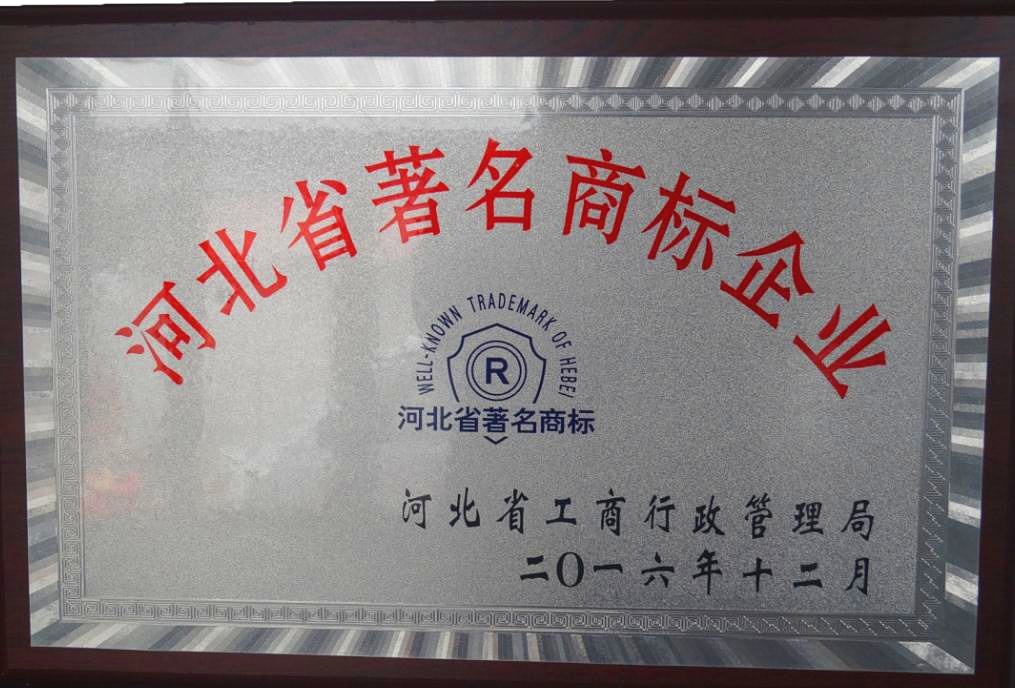 河北省著名商标企业
WELL-KNOWN TRADEMARK OF HEBEI
R
河北省著名商标
河北省工商行政管理局
二〇一六年十二月